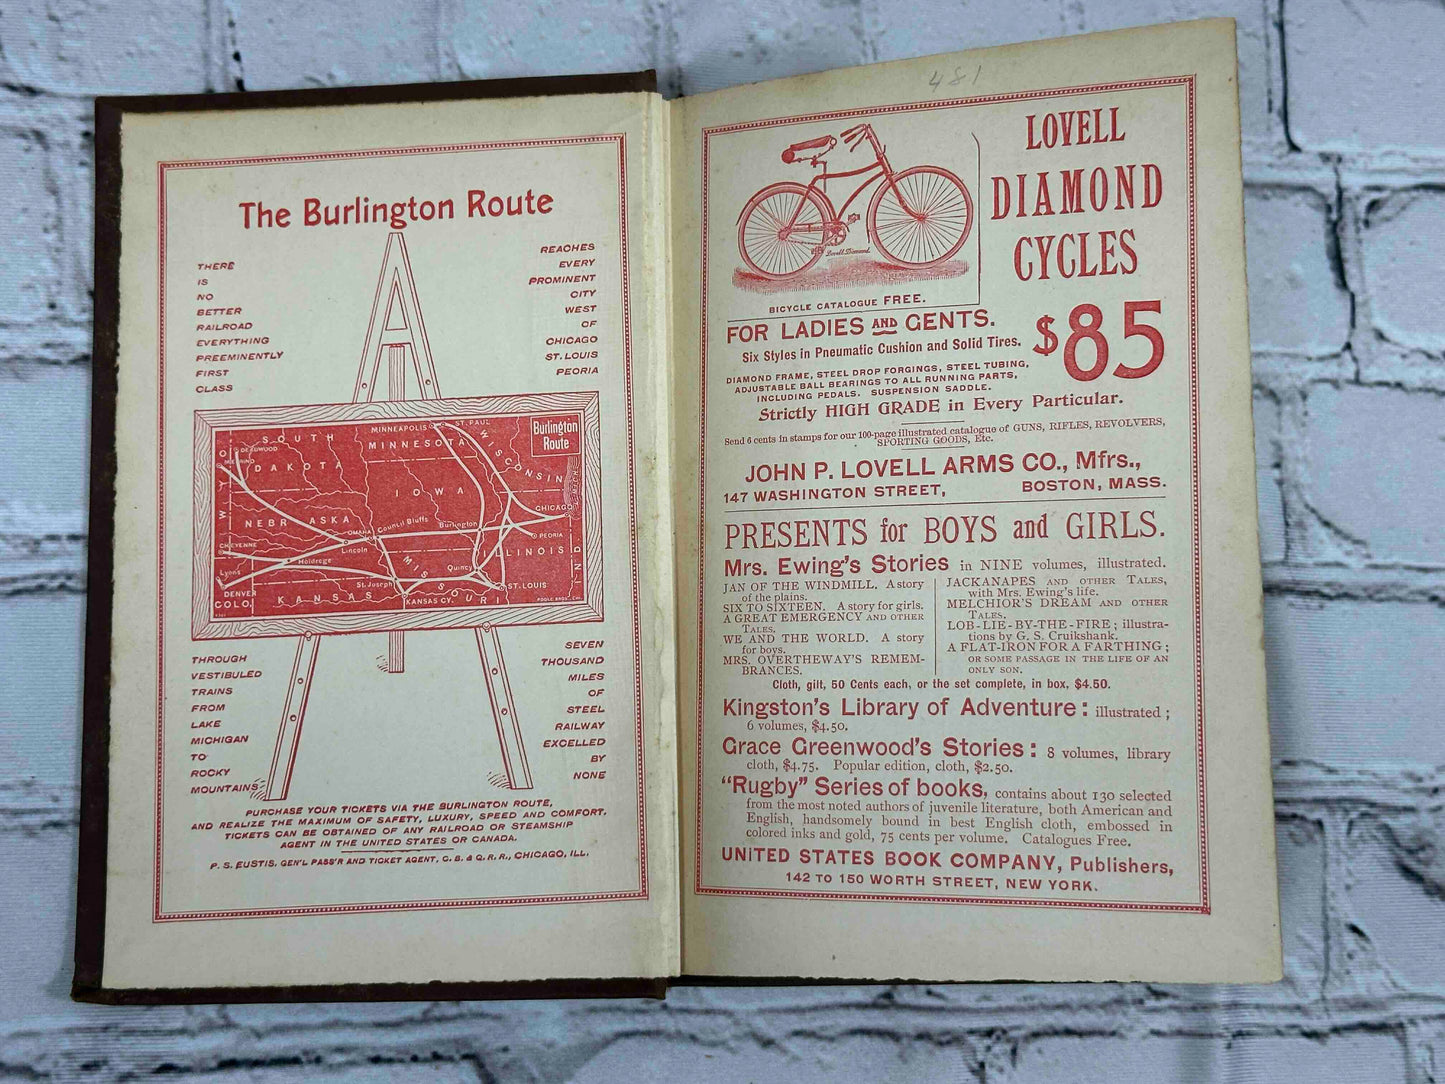 The Burlington Route
THERE
IS
NO
BETTER
RAILROAD
EVERYTHING
PREEMINENTLY
FIRST
CLASS
REACHES
EVERY
PROMINENT
CITY
WEST
OF
CHICAGO
ST. LOUIS
PEORIA
Burlington
Route
MINNEAPOLIS
ST. PAUL
SOUTH
DAKOTA
MINNESOTA
WISCONSIN
DEADWOOD
WYO
IOWA
NEBRASKA
CHEYENNE
OMAHA
Council Bluffs
Burlington
CHICAGO
PEORIA
Lincoln
Holdrege
ILLINOIS
IND
Lyons
DENVER
COLO.
KANSAS
St. Joseph
MISSOURI
Quincy
ST. LOUIS
KANSAS CY.
THROUGH
VESTIBULED
TRAINS
FROM
LAKE
MICHIGAN
TO
ROCKY
MOUNTAINS
SEVEN
THOUSAND
MILES
OF
STEEL
RAILWAY
EXCELLED
BY
NONE
PURCHASE YOUR TICKETS VIA THE BURLINGTON ROUTE,
AND REALIZE THE MAXIMUM OF SAFETY, LUXURY, SPEED AND COMFORT.
TICKETS CAN BE OBTAINED OF ANY RAILROAD OR STEAMSHIP
AGENT IN THE UNITED STATES OR CANADA.
P. S. EUSTIS, GEN'L PASS'R AND TICKET AGENT, C. B. & Q. R. R., CHICAGO, ILL.
481
LOVELL
DIAMOND
CYCLES
Lovell Diamond
BICYCLE CATALOGUE FREE.
FOR LADIES AND GENTS.
$85
Six Styles in Pneumatic Cushion and Solid Tires.
DIAMOND FRAME, STEEL DROP FORGINGS, STEEL TUBING,
ADJUSTABLE BALL BEARINGS TO ALL RUNNING PARTS,
INCLUDING PEDALS. SUSPENSION SADDLE.
Strictly HIGH GRADE in Every Particular.
Send 6 cents in stamps for our 100-page illustrated catalogue of GUNS, RIFLES, REVOLVERS,
SPORTING GOODS, Etc.
JOHN P. LOVELL ARMS CO., Mfrs.,
147 WASHINGTON STREET, BOSTON, MASS.
PRESENTS for BOYS and GIRLS.
Mrs. Ewing's Stories in NINE volumes, illustrated.
JAN OF THE WINDMILL. A story
of the plains.
SIX TO SIXTEEN. A story for girls.
A GREAT EMERGENCY AND OTHER
TALES.
WE AND THE WORLD. A story
for boys.
MRS. OVERTHEWAY'S REMEM-
BRANCES.
JACKANAPES AND OTHER TALES,
with Mrs. Ewing's life.
MELCHIOR'S DREAM AND OTHER
TALES.
LOB-LIE-BY-THE-FIRE; illustra-
tions by G. S. Cruikshank.
A FLAT-IRON FOR A FARTHING;
OR SOME PASSAGE IN THE LIFE OF AN
ONLY SON.
Cloth, gilt, 50 Cents each, or the set complete, in box, $4.50.
Kingston's Library of Adventure: illustrated;
6 volumes, $4.50.
Grace Greenwood's Stories: 8 volumes, library
cloth, $4.75. Popular edition, cloth, $2.50.
"Rugby" Series of books, contains about 130 selected
from the most noted authors of juvenile literature, both American and
English, handsomely bound in best English cloth, embossed in
colored inks and gold, 75 cents per volume. Catalogues Free.
UNITED STATES BOOK COMPANY, Publishers,
142 TO 150 WORTH STREET, NEW YORK.